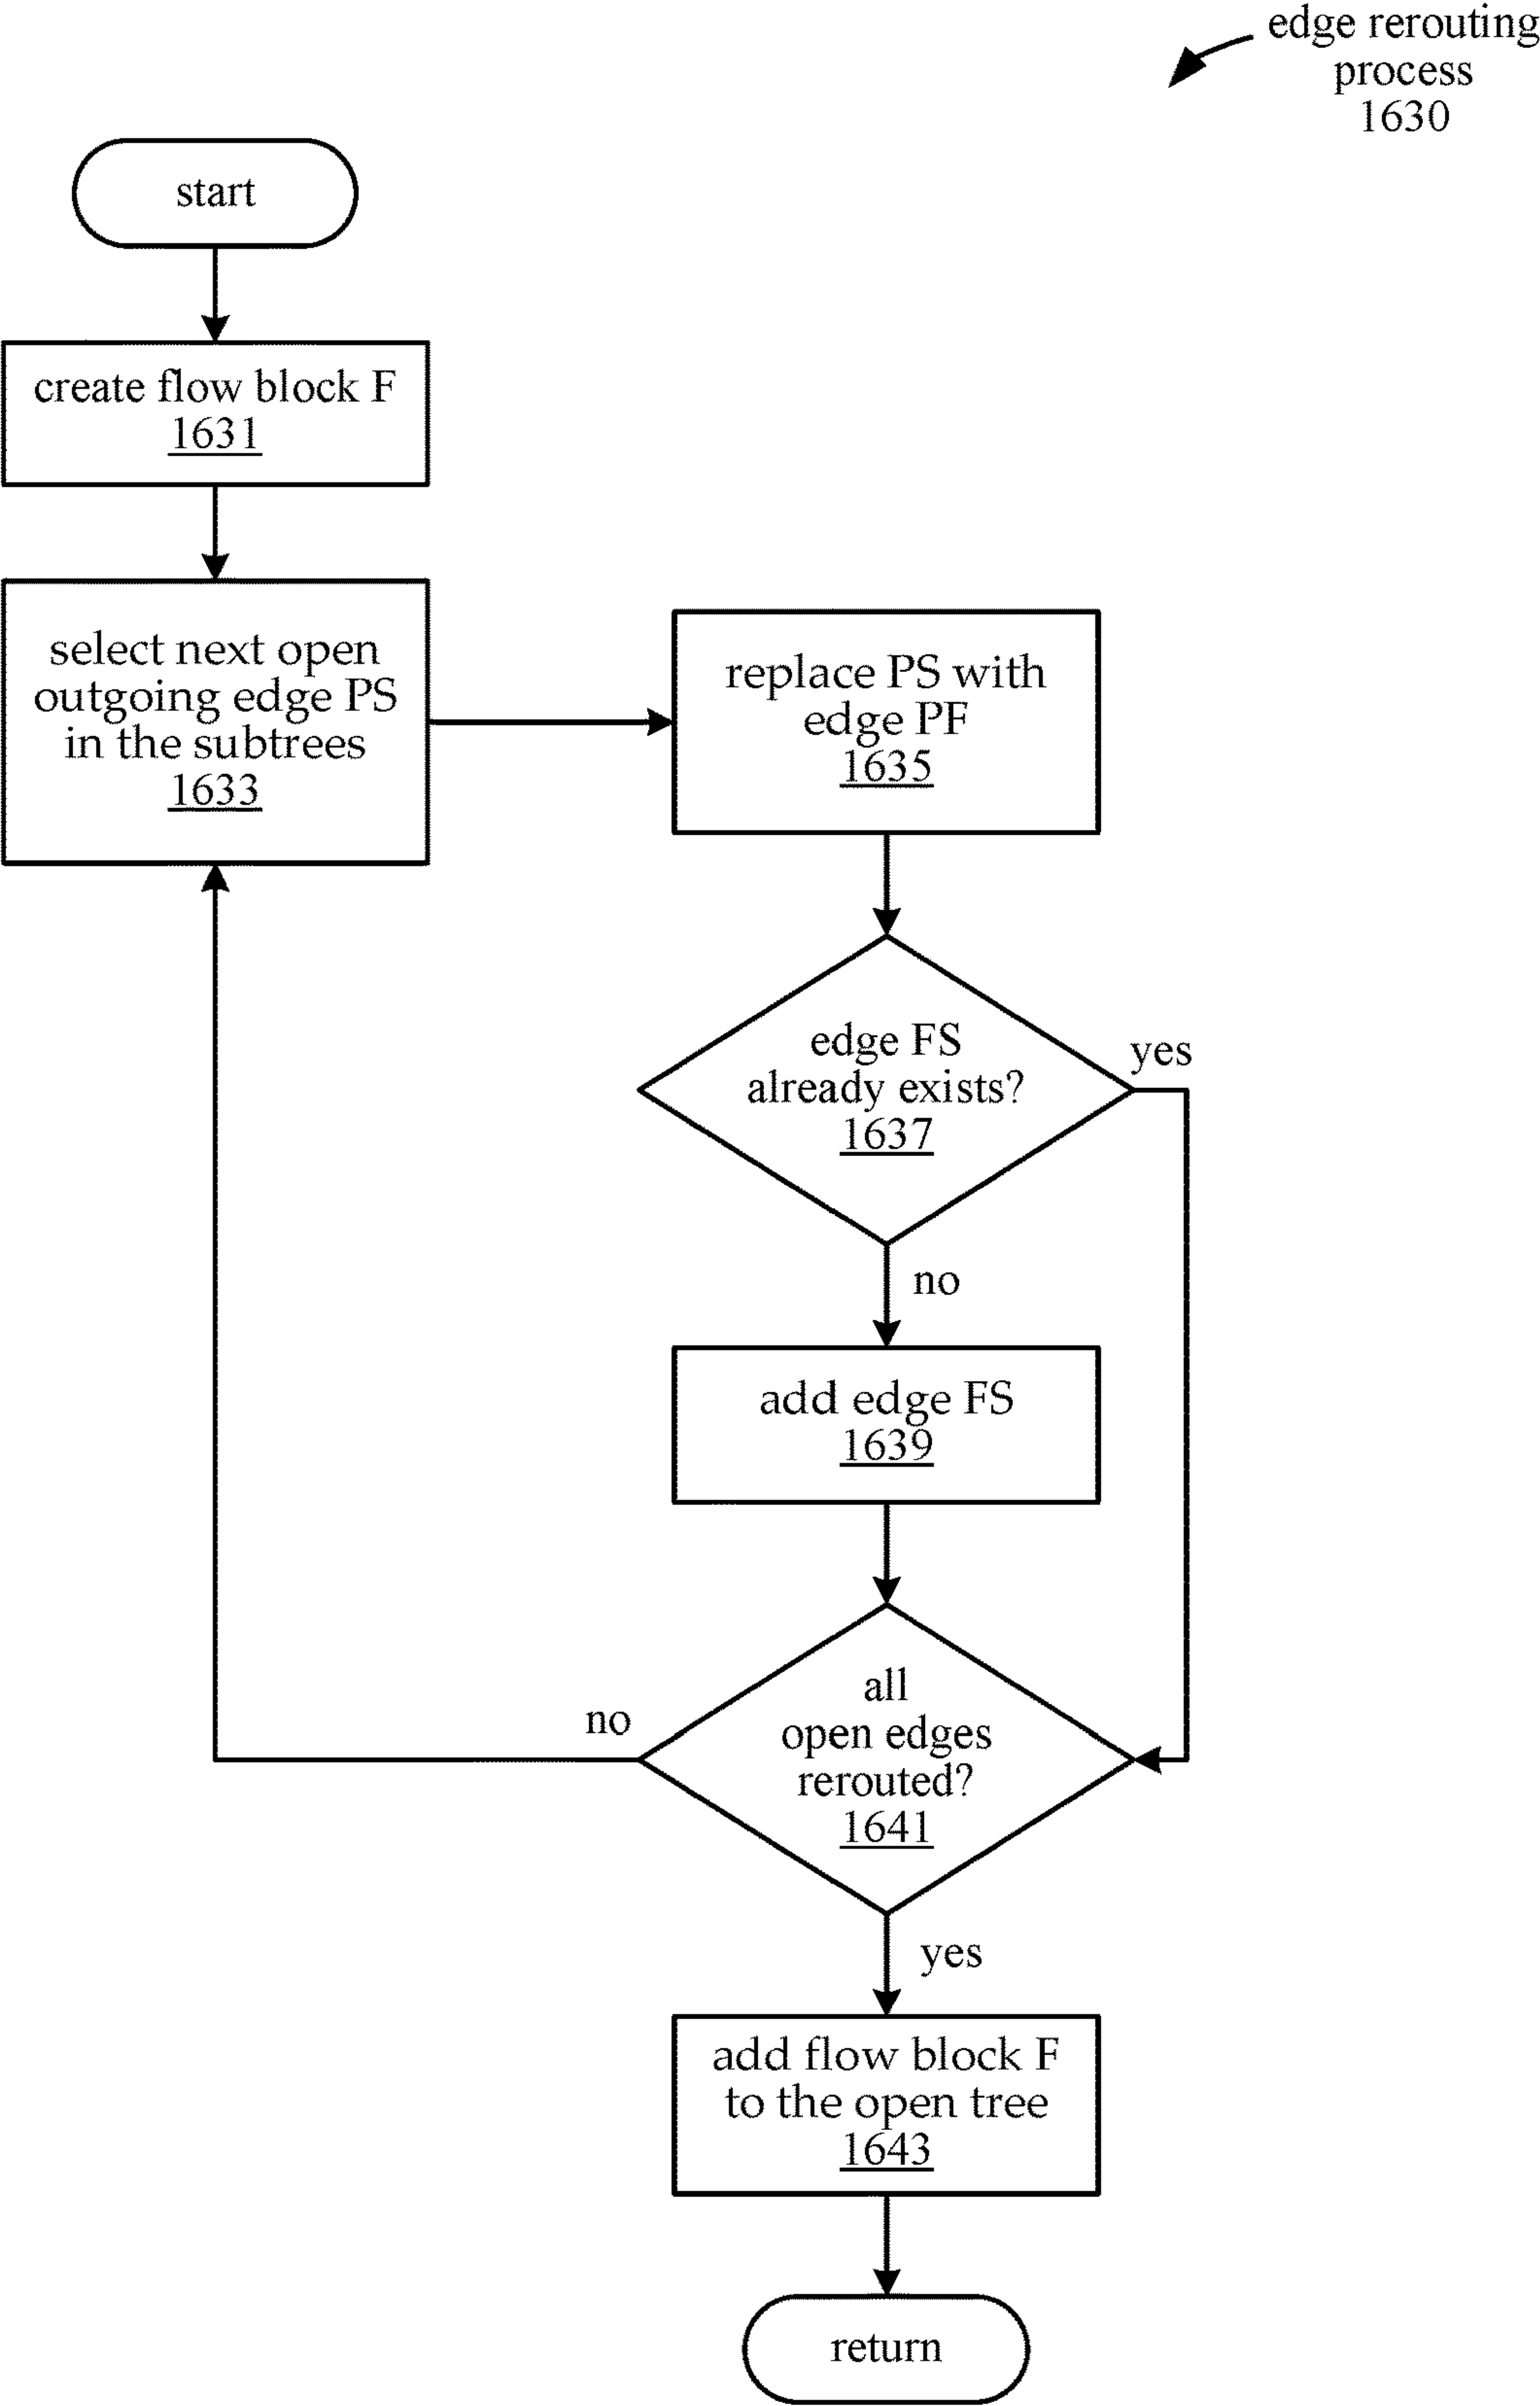 edge rerouting
process
1630
start
create flow block F
1631
select next open
outgoing edge PS
in the subtrees
1633
replace PS with
edge PF
1635
edge FS
already exists?
1637
yes
no
add edge FS
1639
all
open edges
rerouted?
1641
no
yes
add flow block F
to the open tree
1643
return